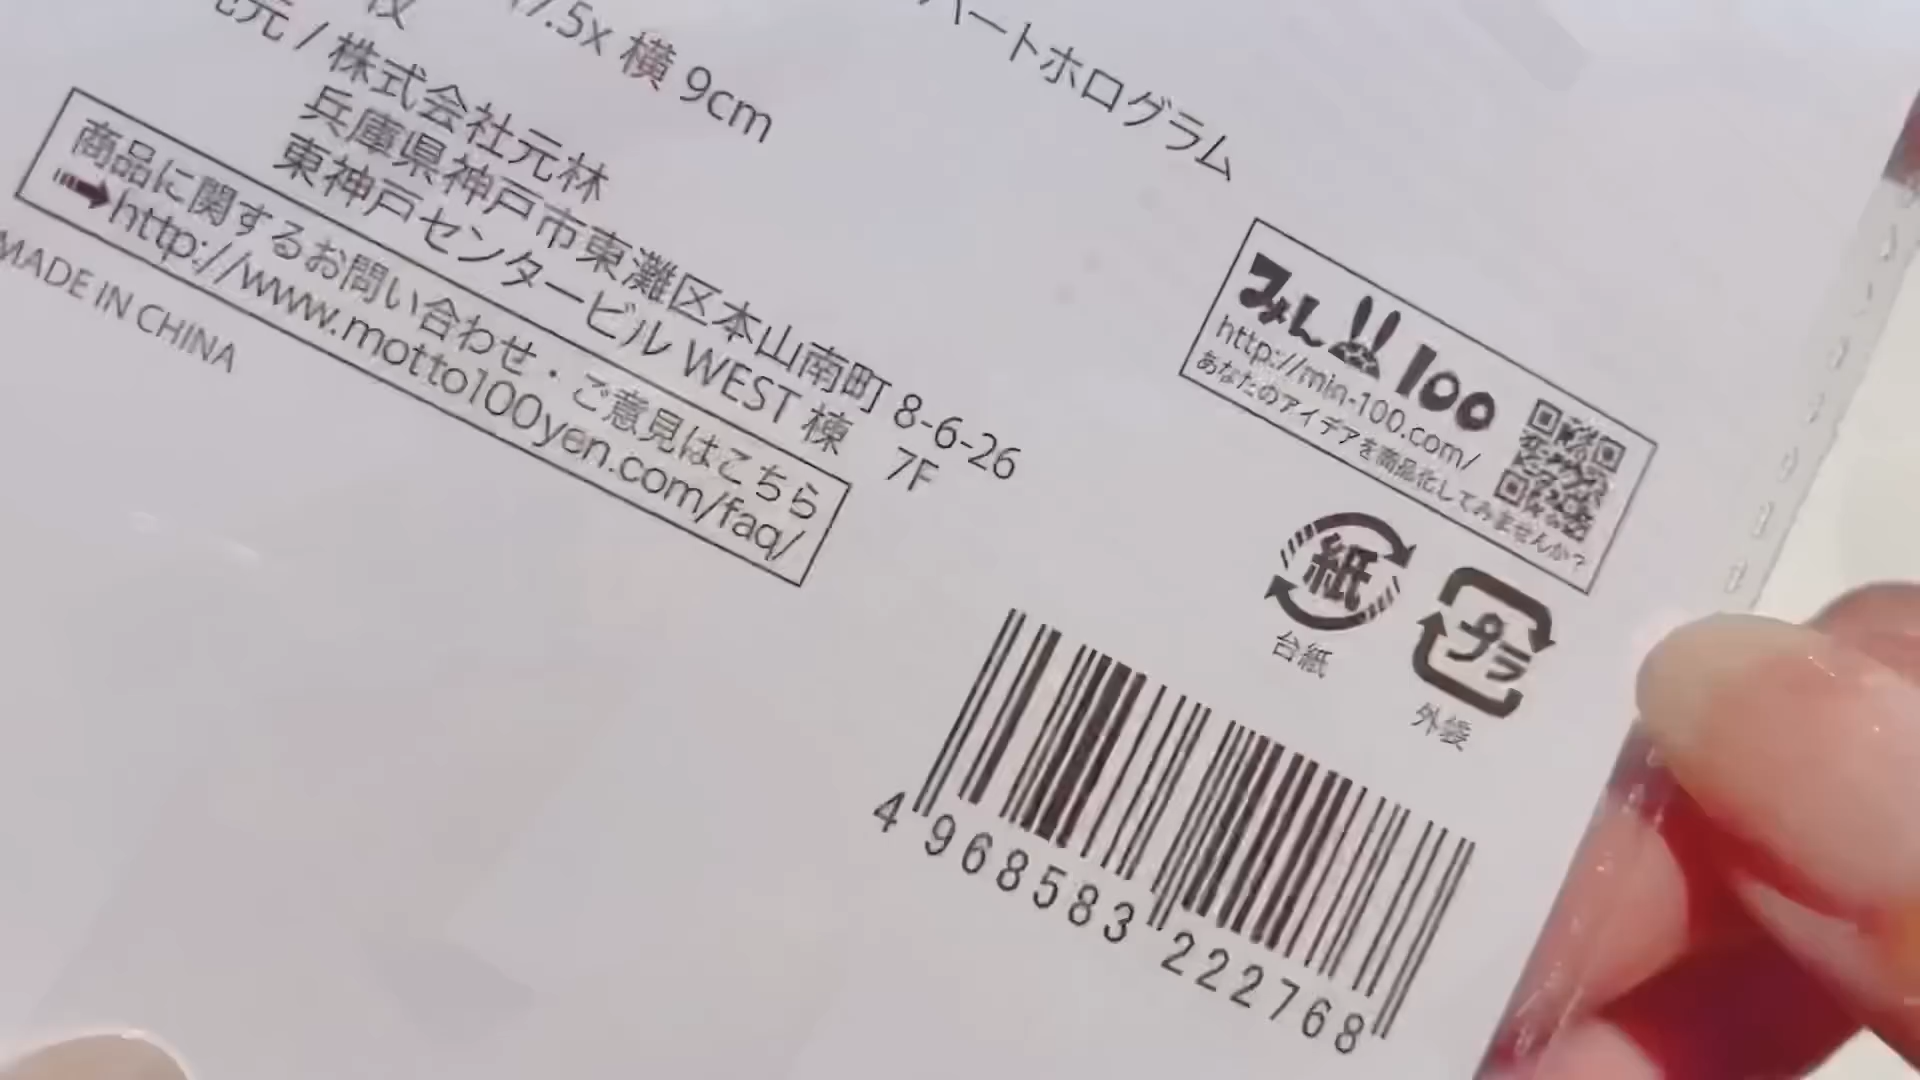 枚
7.5x 横 9cm
ハートホログラム
元 / 株式会社元林
兵庫県神戸市東灘区本山南町 8-6-26
東神戸センタービル WEST 棟 7F
商品に関するお問い合わせ・ご意見はこちら
➡http://www.motto100yen.com/faq/
MADE IN CHINA
みん100
http://min-100.com/
あなたのアイデアを商品化してみませんか?
紙
台紙
プラ
外袋
4 968583 222768